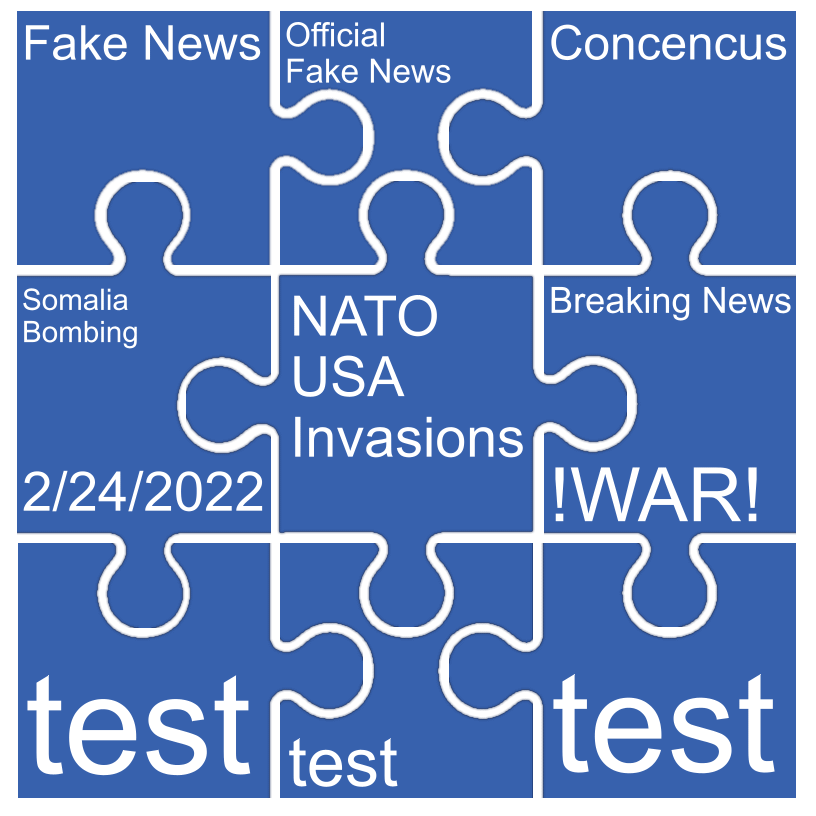 Fake News
Official
Fake News
Concencus
Somalia
Bombing
2/24/2022
NATO
USA
Invasions
Breaking News
!WAR!
test
test
test